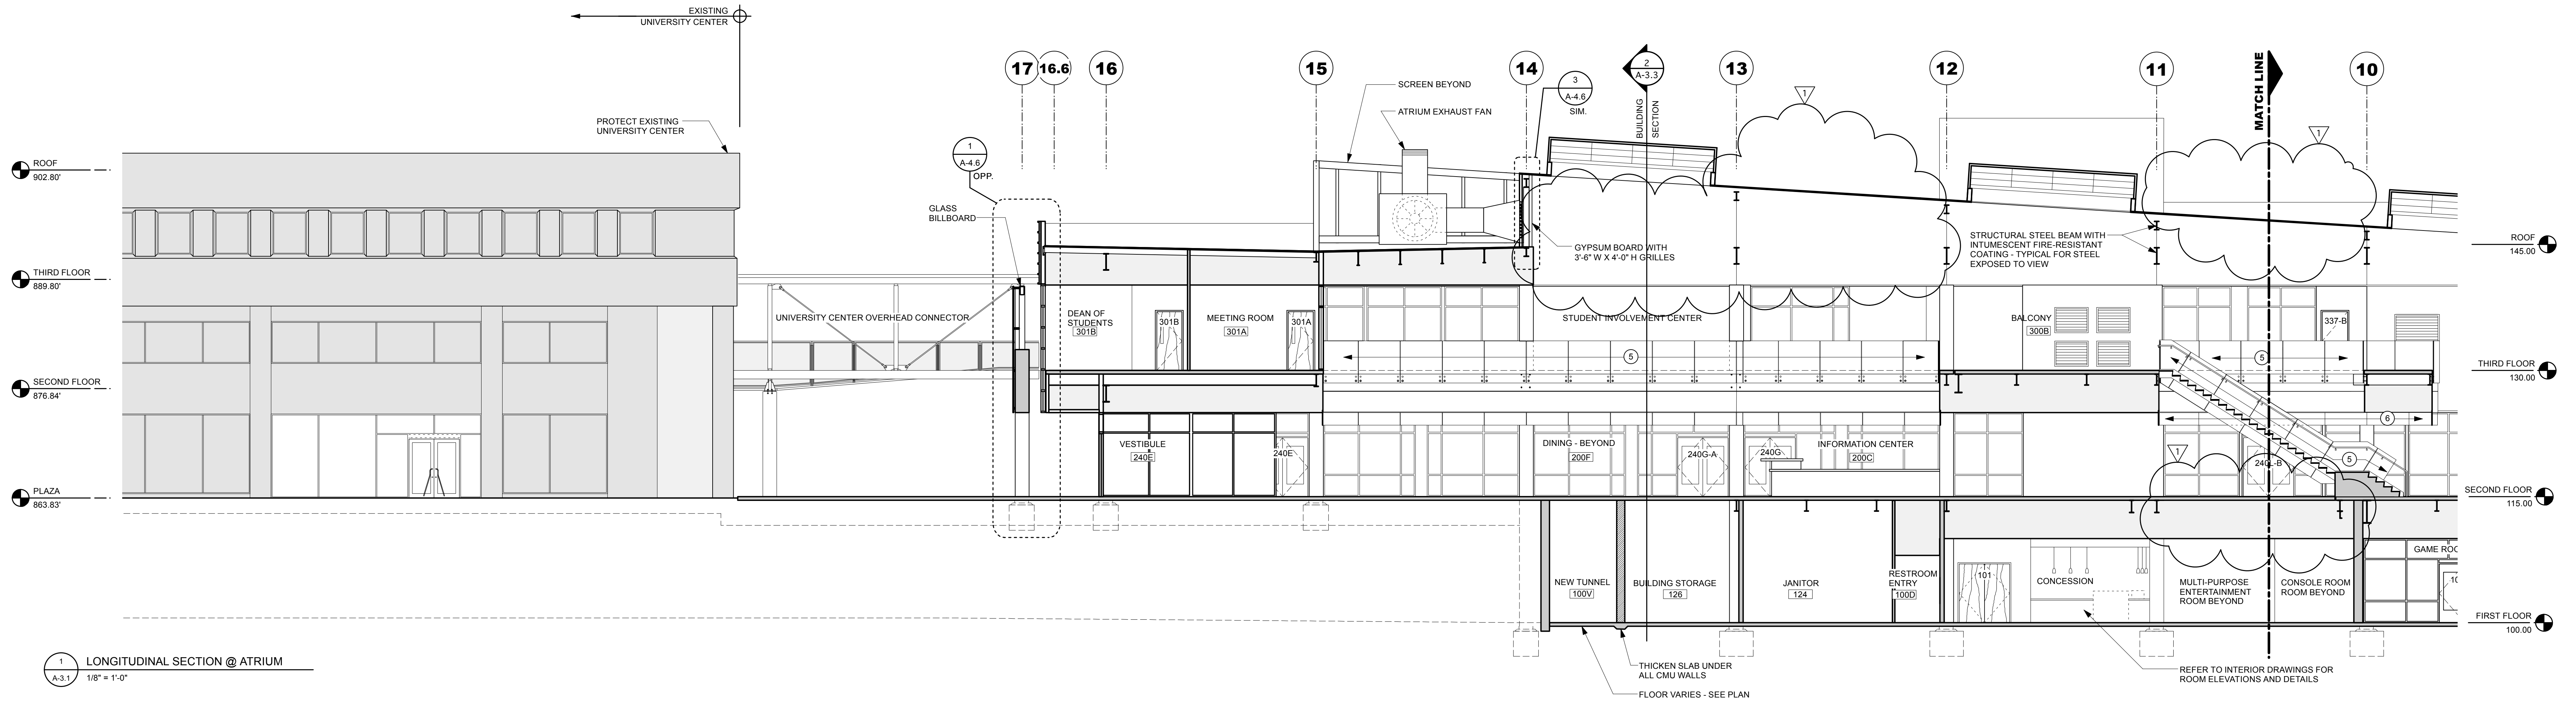 EXISTING
UNIVERSITY CENTER
17
16.6
16
15
14
13
12
11
10
MATCH LINE
2
A-3.3
BUILDING
SECTION
3
A-4.6
SIM.
1
1
SCREEN BEYOND
ATRIUM EXHAUST FAN
PROTECT EXISTING
UNIVERSITY CENTER
1
A-4.6
OPP.
GLASS
BILLBOARD
ROOF
902.80'
THIRD FLOOR
889.80'
SECOND FLOOR
876.84'
PLAZA
863.83'
GYPSUM BOARD WITH
3'-6" W X 4'-0" H GRILLES
STRUCTURAL STEEL BEAM WITH
INTUMESCENT FIRE-RESISTANT
COATING - TYPICAL FOR STEEL
EXPOSED TO VIEW
ROOF
145.00
THIRD FLOOR
130.00
SECOND FLOOR
115.00
FIRST FLOOR
100.00
UNIVERSITY CENTER OVERHEAD CONNECTOR
DEAN OF
STUDENTS
301B
301B
MEETING ROOM
301A
301A
STUDENT INVOLVEMENT CENTER
5
BALCONY
300B
337-B
5
6
5
VESTIBULE
240E
240E
DINING - BEYOND
200F
240G-A
240G
INFORMATION CENTER
200C
1
240L-B
NEW TUNNEL
100V
BUILDING STORAGE
126
JANITOR
124
RESTROOM
ENTRY
100D
101
CONCESSION
MULTI-PURPOSE
ENTERTAINMENT
ROOM BEYOND
CONSOLE ROOM
ROOM BEYOND
GAME ROO
10
THICKEN SLAB UNDER
ALL CMU WALLS
FLOOR VARIES - SEE PLAN
REFER TO INTERIOR DRAWINGS FOR
ROOM ELEVATIONS AND DETAILS
1
A-3.1
LONGITUDINAL SECTION @ ATRIUM
1/8" = 1'-0"